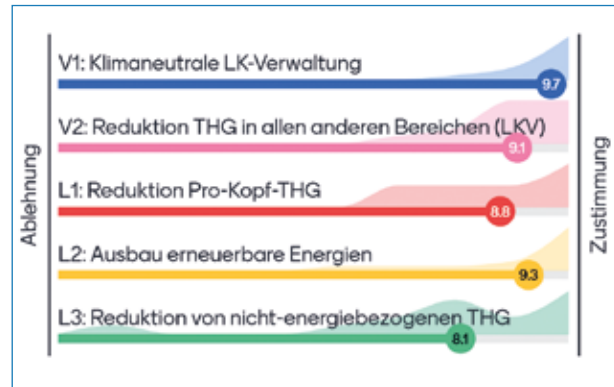 Ablehnung
V1: Klimaneutrale LK-Verwaltung
9.7
V2: Reduktion THG in allen anderen Bereichen (LKV)
9.1
L1: Reduktion Pro-Kopf-THG
8.8
L2: Ausbau erneuerbare Energien
9.3
L3: Reduktion von nicht-energiebezogenen THG
8.1
Zustimmung